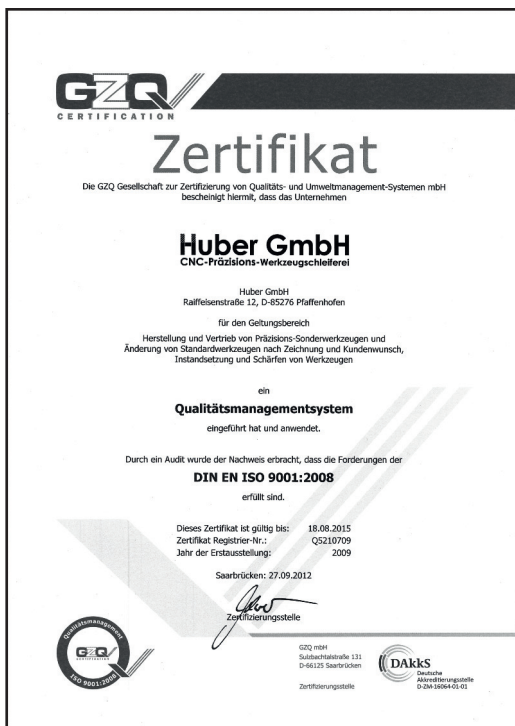 GZQ
CERTIFICATION
Zertifikat
Die GZQ Gesellschaft zur Zertifizierung von Qualitäts- und Umweltmanagement-Systemen mbH
bescheinigt hiermit, dass das Unternehmen
Huber GmbH
CNC-Präzisions-Werkzeugschleiferei
Huber GmbH
Raiffeisenstraße 12, D-85276 Pfaffenhofen
für den Geltungsbereich
Herstellung und Vertrieb von Präzisions-Sonderwerkzeugen und
Änderung von Standardwerkzeugen nach Zeichnung und Kundenwunsch,
Instandsetzung und Schärfen von Werkzeugen
ein
Qualitätsmanagementsystem
eingeführt hat und anwendet.
Durch ein Audit wurde der Nachweis erbracht, dass die Forderungen der
DIN EN ISO 9001:2008
erfüllt sind.
Dieses Zertifikat ist gültig bis: 18.08.2015
Zertifikat Registrier-Nr.: Q5210709
Jahr der Erstausstellung: 2009
Saarbrücken: 27.09.2012
Zertifizierungsstelle
Qualitätsmanagement
GZQ
CERTIFICATION
ISO 9001:2008
GZQ mbH
Sulzbachtalstraße 131
D-66125 Saarbrücken
Zertifizierungsstelle
DAkkS
Deutsche
Akkreditierungsstelle
D-ZM-16064-01-01